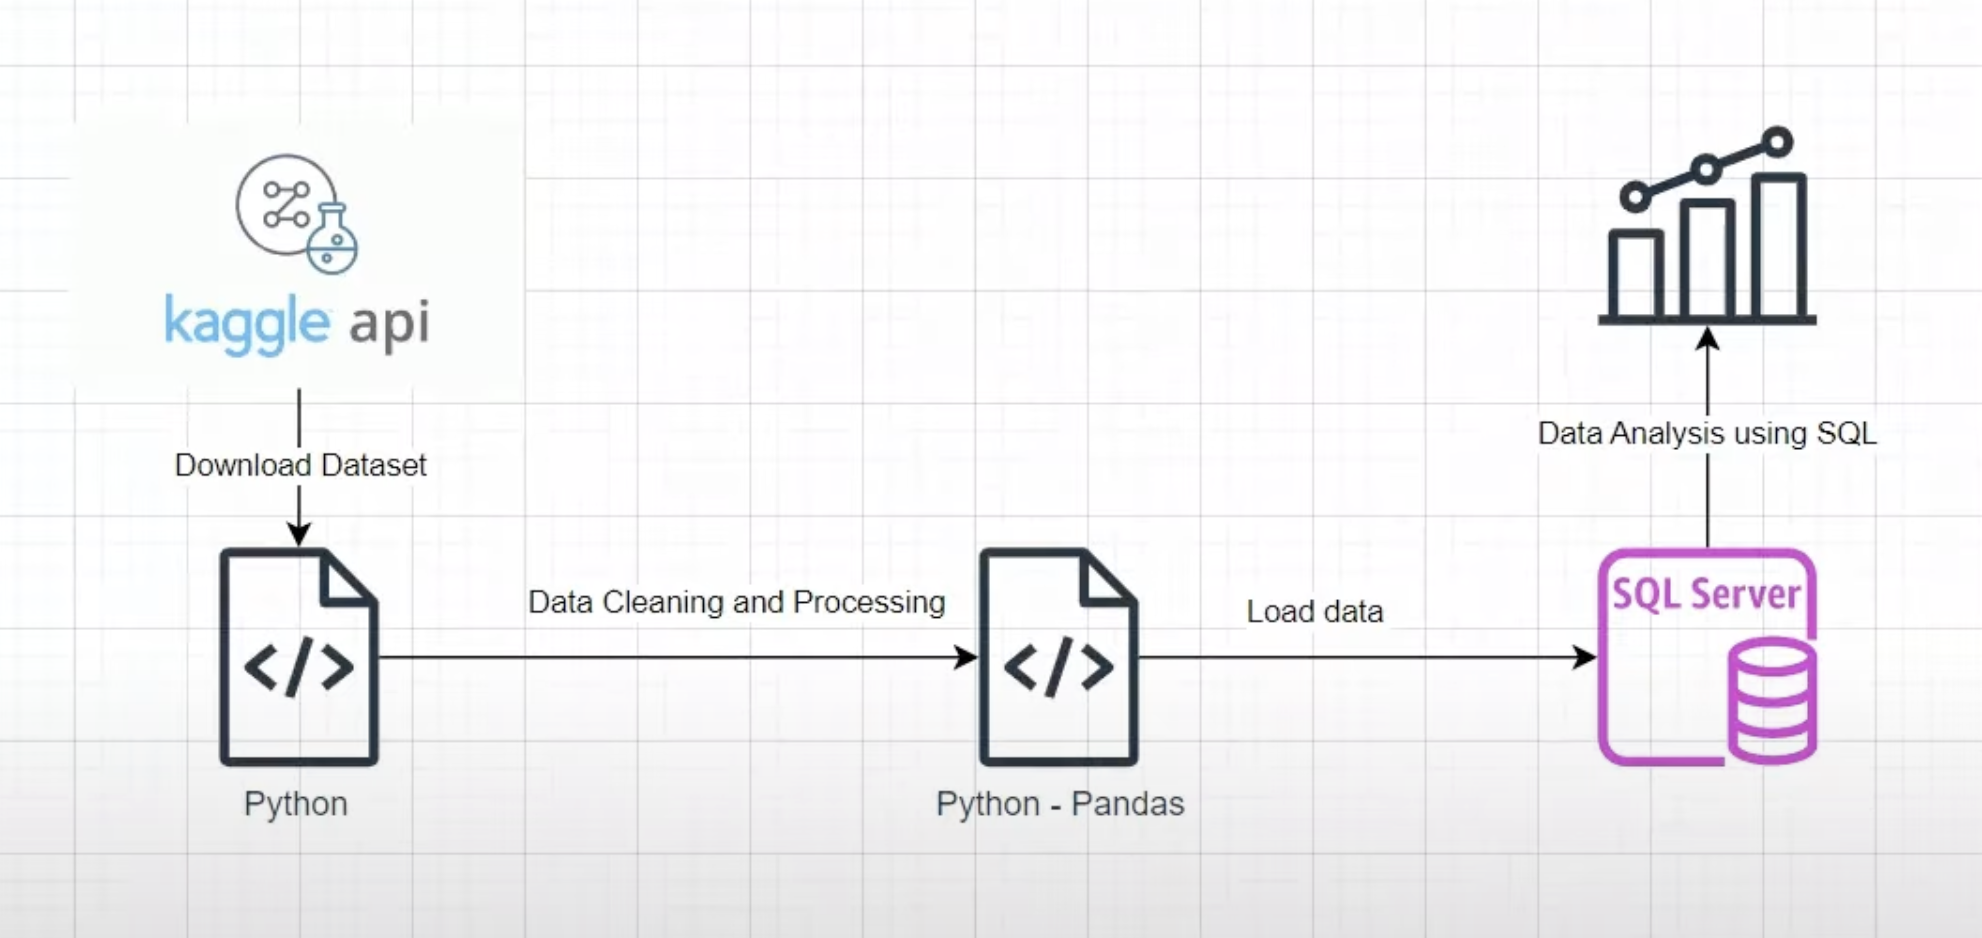 kaggle api
Download Dataset
Python
Data Cleaning and Processing
Python - Pandas
Load data
SQL Server
Data Analysis using SQL